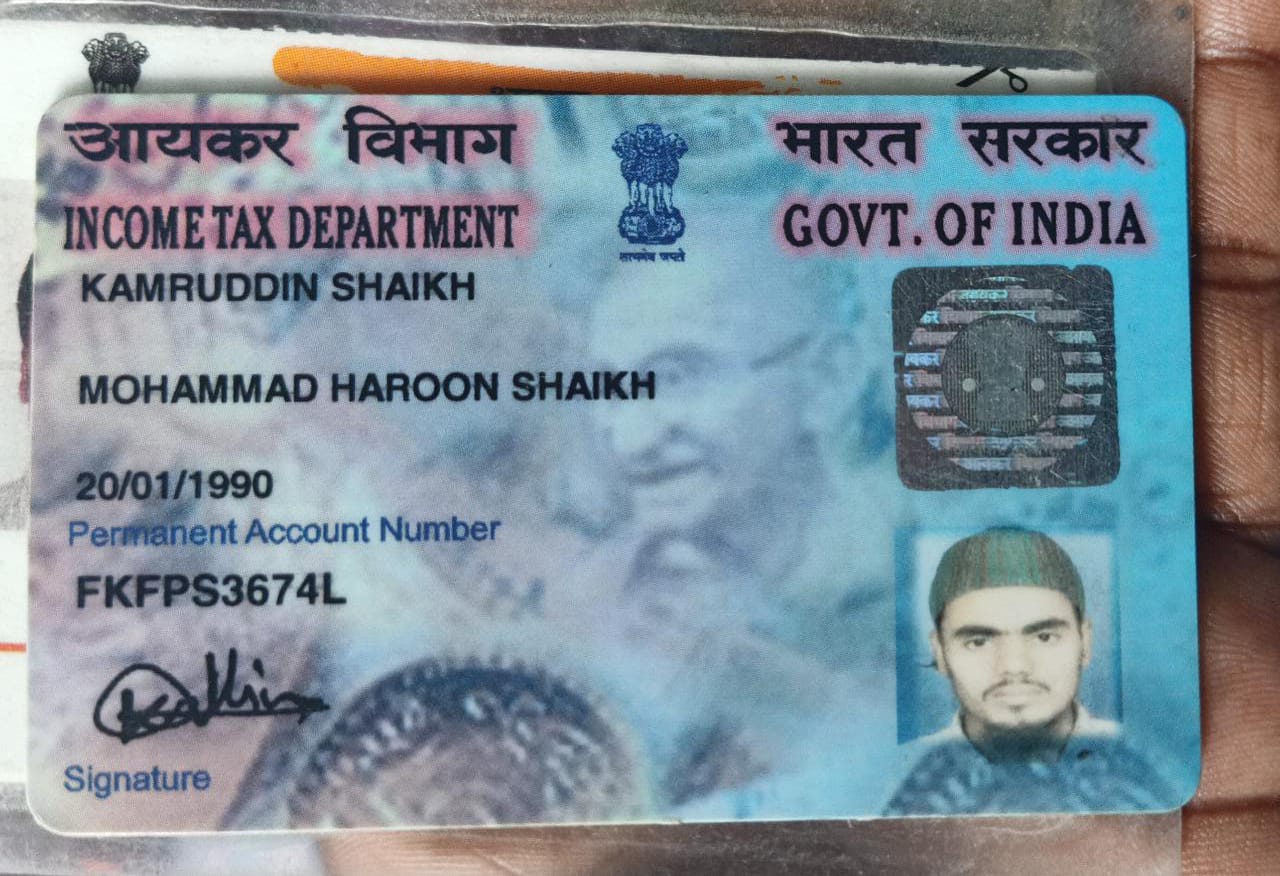 आयकर विभाग
भारत सरकार
INCOME TAX DEPARTMENT
GOVT. OF INDIA
सत्यमेव जयते
KAMRUDDIN SHAIKH
MOHAMMAD HAROON SHAIKH
20/01/1990
Permanent Account Number
FKFPS3674L
Signature